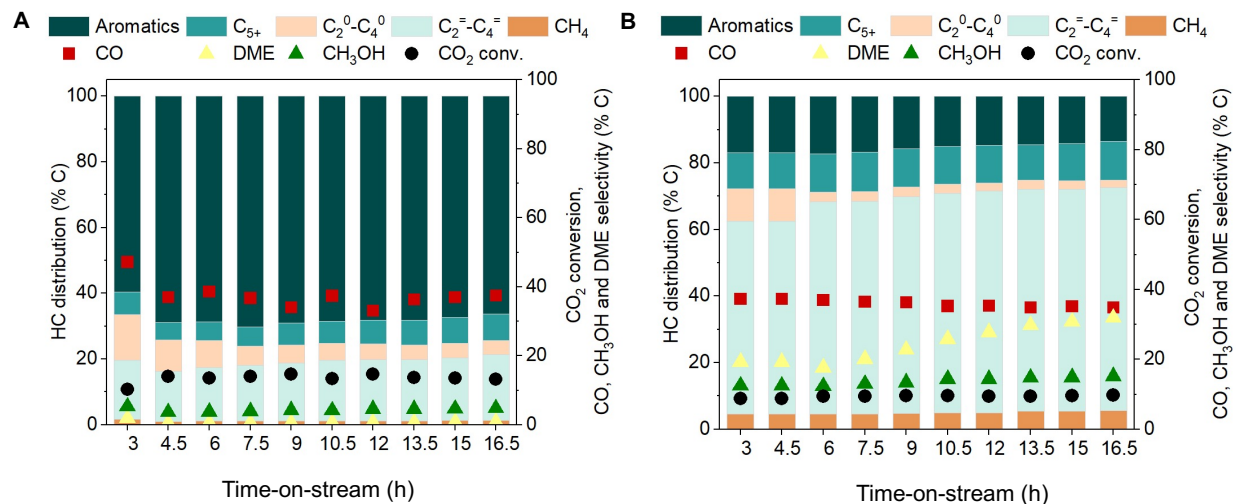 A
Aromatics C5+ C2⁰-C4⁰ C2⁼-C4⁼ CH4
CO DME CH3OH CO2 conv.
HC distribution (% C)
100
80
60
40
20
0
100
80
60
40
20
0
CO2 conversion,
CO, CH3OH and DME selectivity (% C)
3 4.5 6 7.5 9 10.5 12 13.5 15 16.5
Time-on-stream (h)
B
Aromatics C5+ C2⁰-C4⁰ C2⁼-C4⁼ CH4
CO DME CH3OH CO2 conv.
HC distribution (% C)
100
80
60
40
20
0
100
80
60
40
20
0
CO2 conversion,
CO, CH3OH and DME selectivity (% C)
3 4.5 6 7.5 9 10.5 12 13.5 15 16.5
Time-on-stream (h)